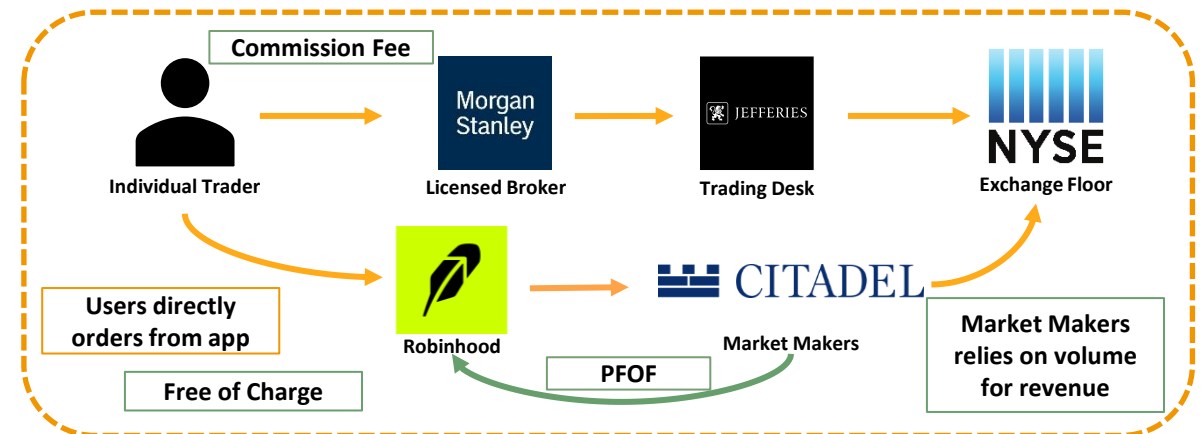 Commission Fee
Morgan
Stanley
JEFFERIES
NYSE
Individual Trader
Licensed Broker
Trading Desk
Exchange Floor
CITADEL
Users directly
orders from app
Robinhood
Market Makers
Market Makers
relies on volume
for revenue
PFOF
Free of Charge